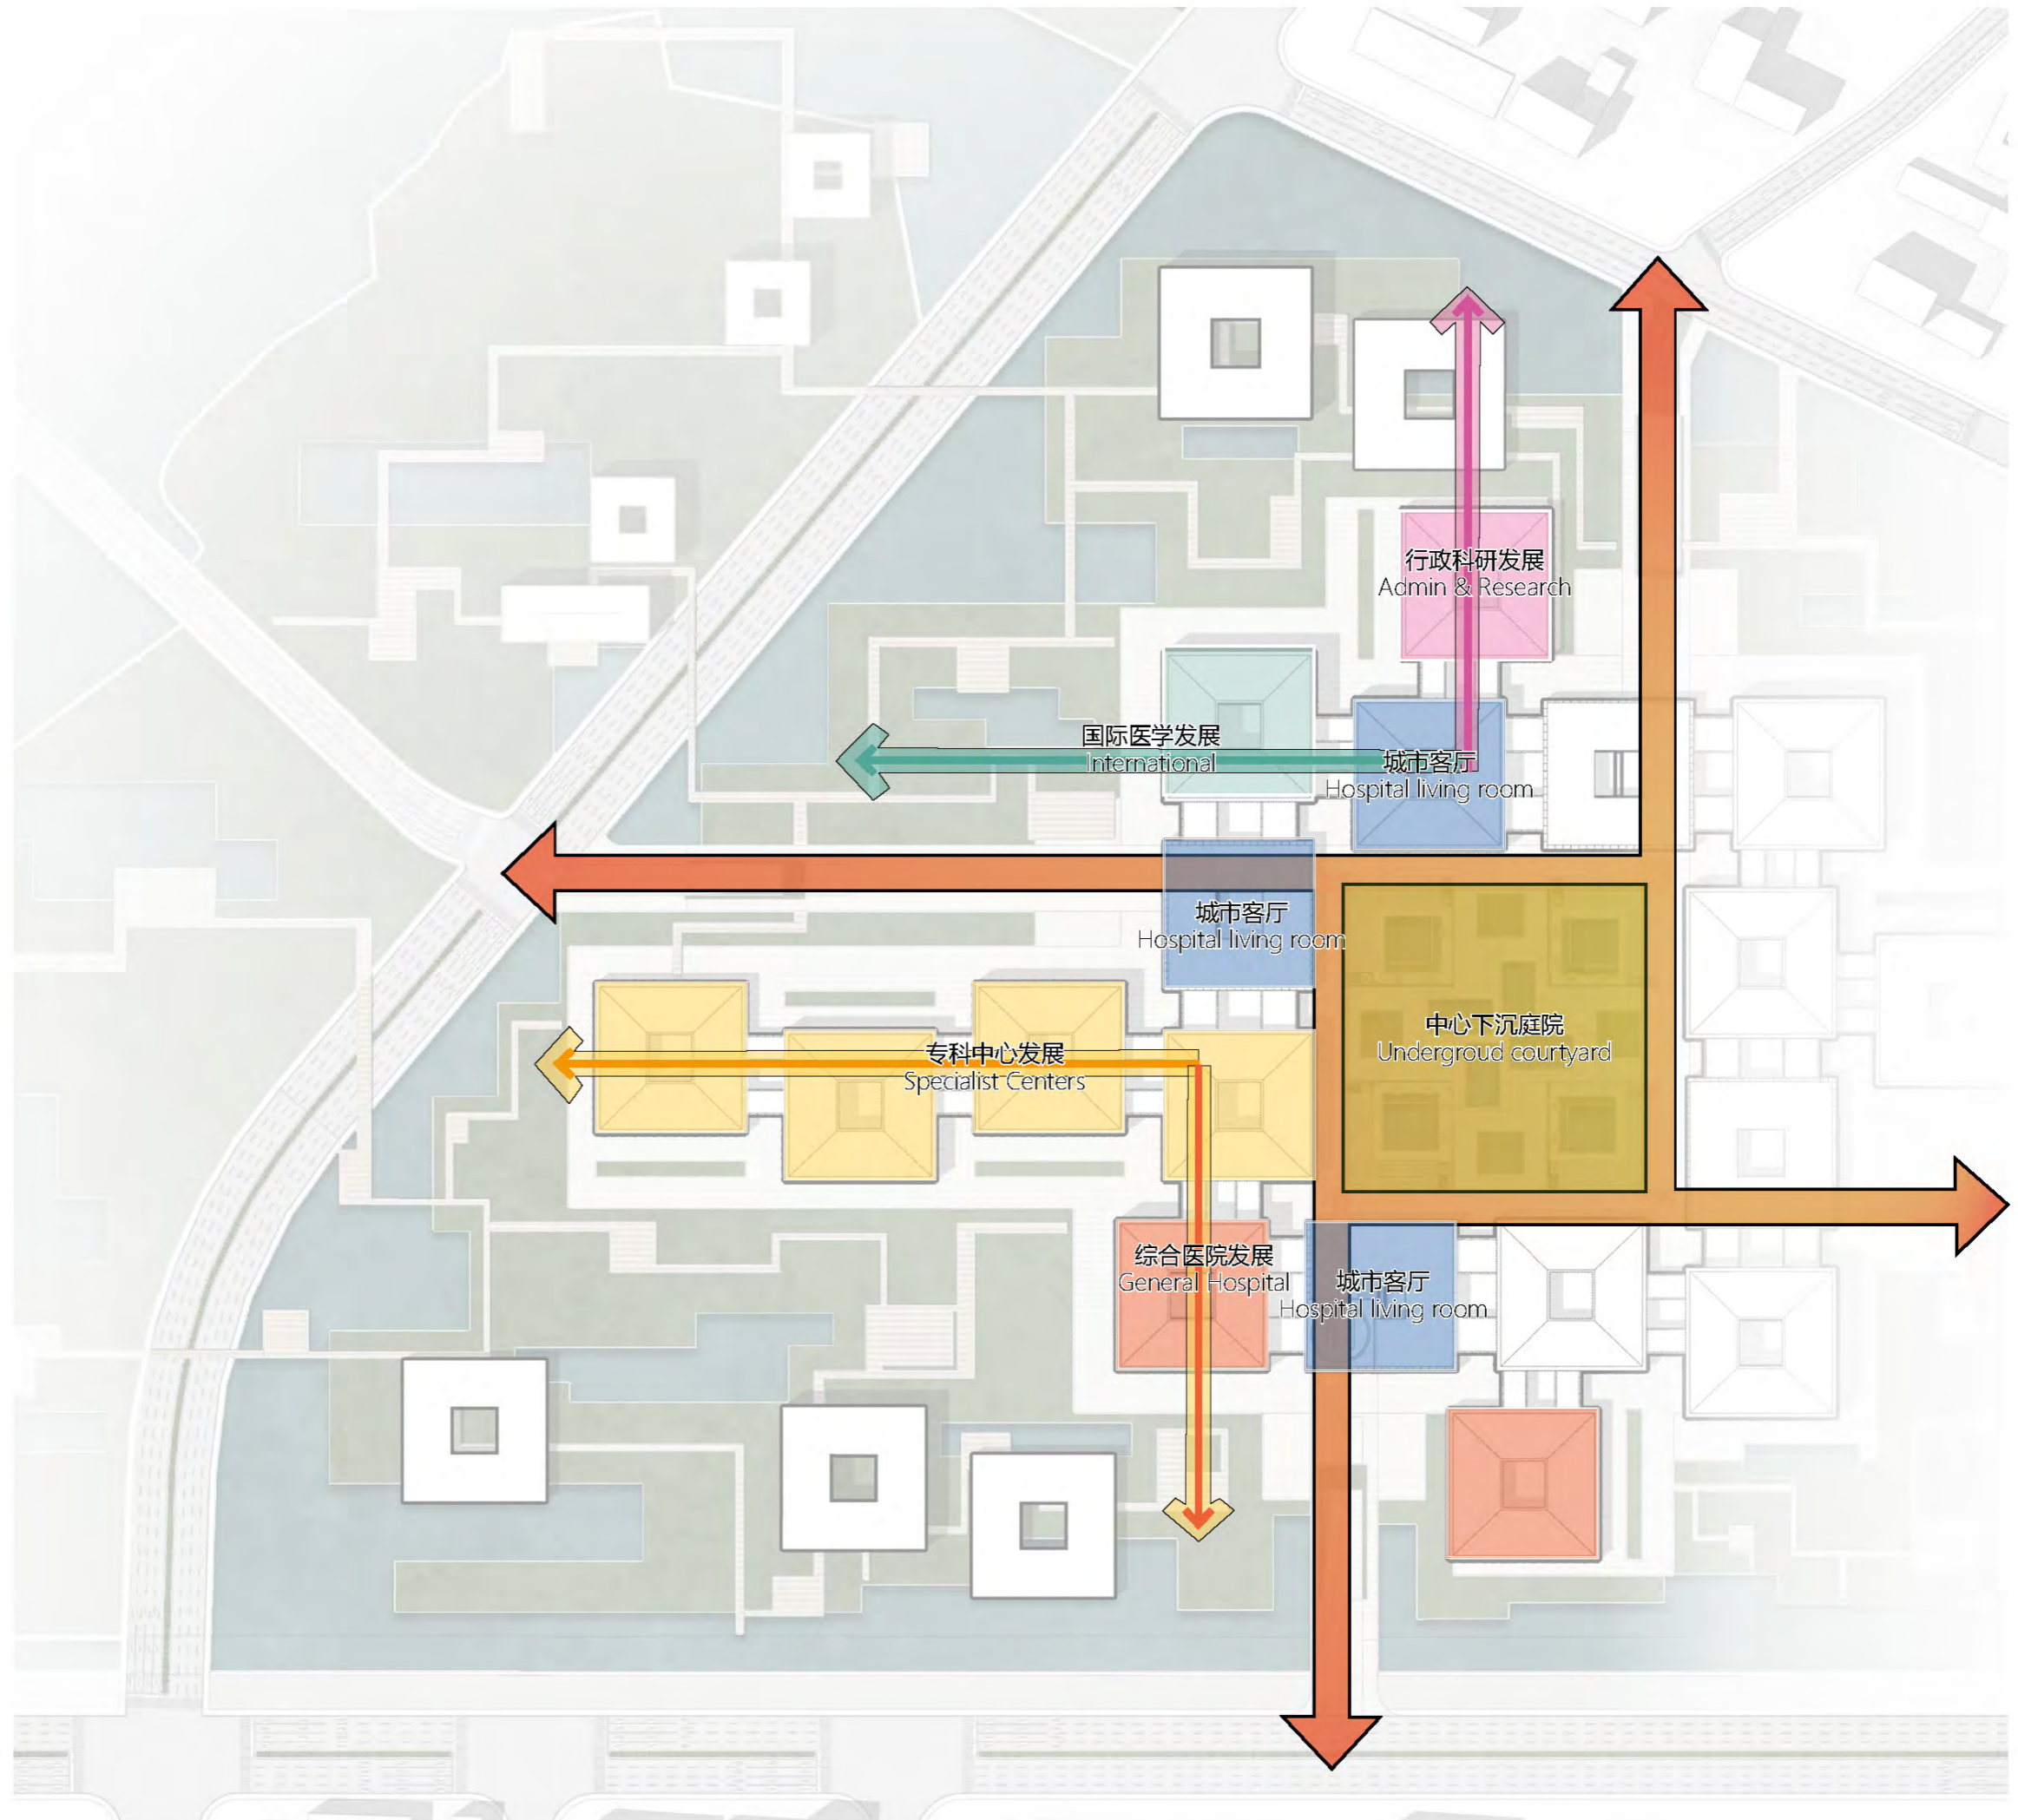 行政科研发展
Admin & Research
国际医学发展
International
城市客厅
Hospital living room
城市客厅
Hospital living room
中心下沉庭院
Undergroud courtyard
专科中心发展
Specialist Centers
综合医院发展
General Hospital
城市客厅
Hospital living room